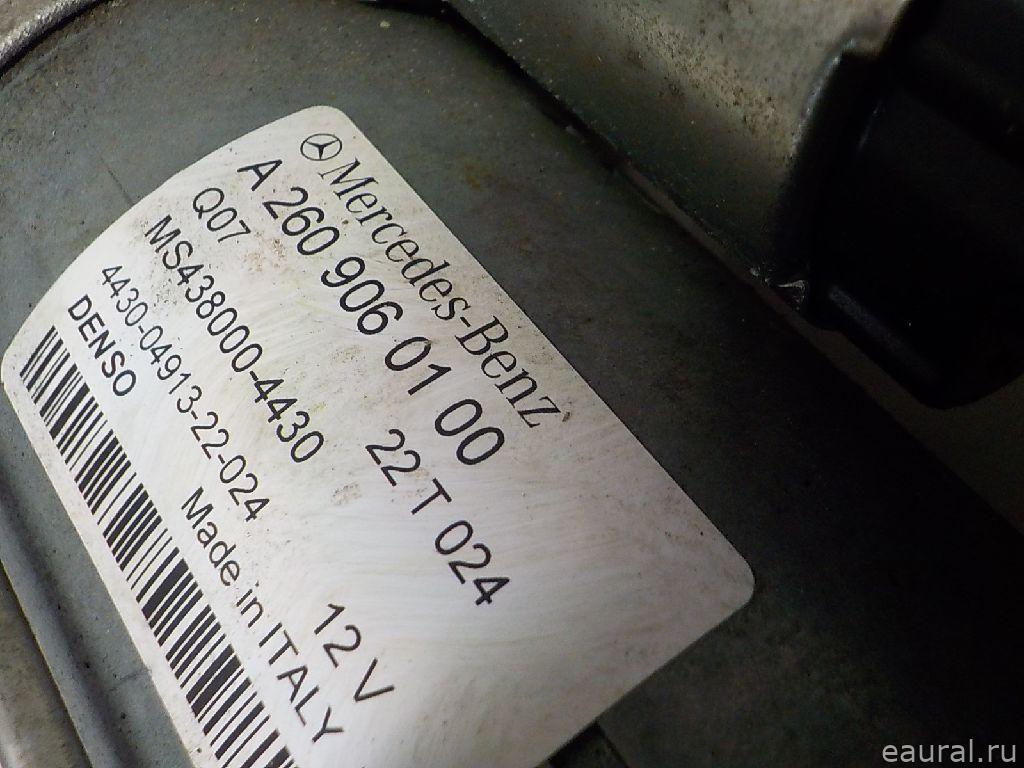 Mercedes-Benz
A 260 906 01 00
Q07 22 T 024
MS438000-4430
4430-04913-22-024 12 V
DENSO Made in ITALY
eaural.ru